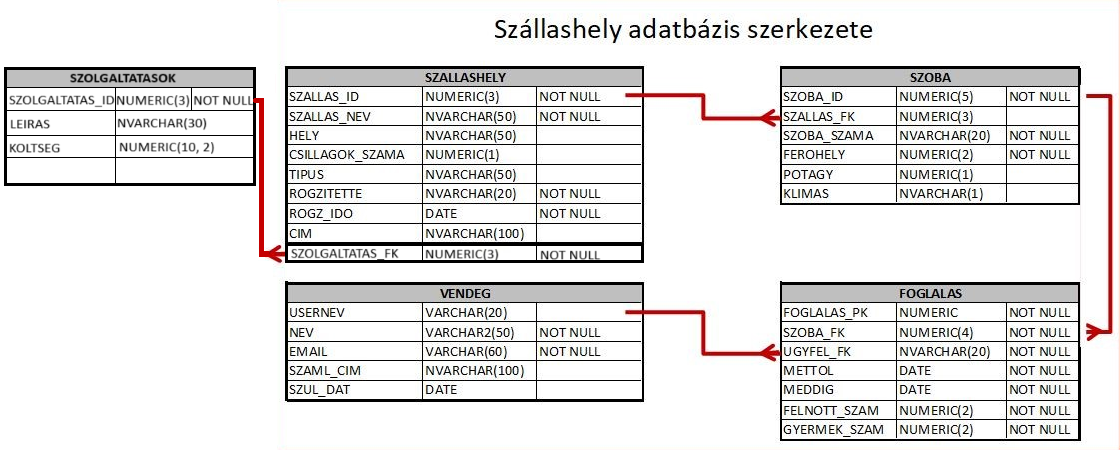 Szállashely adatbázis szerkezete
SZOLGALTATASOK
SZOLGALTATAS_ID NUMERIC(3) NOT NULL
LEIRAS NVARCHAR(30)
KOLTSEG NUMERIC(10, 2)
SZALLASHELY
SZALLAS_ID NUMERIC(3) NOT NULL
SZALLAS_NEV NVARCHAR(50) NOT NULL
HELY NVARCHAR(50)
CSILLAGOK_SZAMA NUMERIC(1)
TIPUS NVARCHAR(50)
ROGZITETTE NVARCHAR(20) NOT NULL
ROGZ_IDO DATE NOT NULL
CIM NVARCHAR(100)
SZOLGALTATAS_FK NUMERIC(3) NOT NULL
SZOBA
SZOBA_ID NUMERIC(5) NOT NULL
SZALLAS_FK NUMERIC(3)
SZOBA_SZAMA NVARCHAR(20) NOT NULL
FEROHELY NUMERIC(2) NOT NULL
POTAGY NUMERIC(1)
KLIMAS NVARCHAR(1)
VENDEG
USERNEV VARCHAR(20)
NEV VARCHAR2(50) NOT NULL
EMAIL VARCHAR(60) NOT NULL
SZAML_CIM NVARCHAR(100)
SZUL_DAT DATE
FOGLALAS
FOGLALAS_PK NUMERIC NOT NULL
SZOBA_FK NUMERIC(4) NOT NULL
UGYFEL_FK NVARCHAR(20) NOT NULL
METTOL DATE NOT NULL
MEDDIG DATE NOT NULL
FELNOTT_SZAM NUMERIC(2) NOT NULL
GYERMEK_SZAM NUMERIC(2) NOT NULL